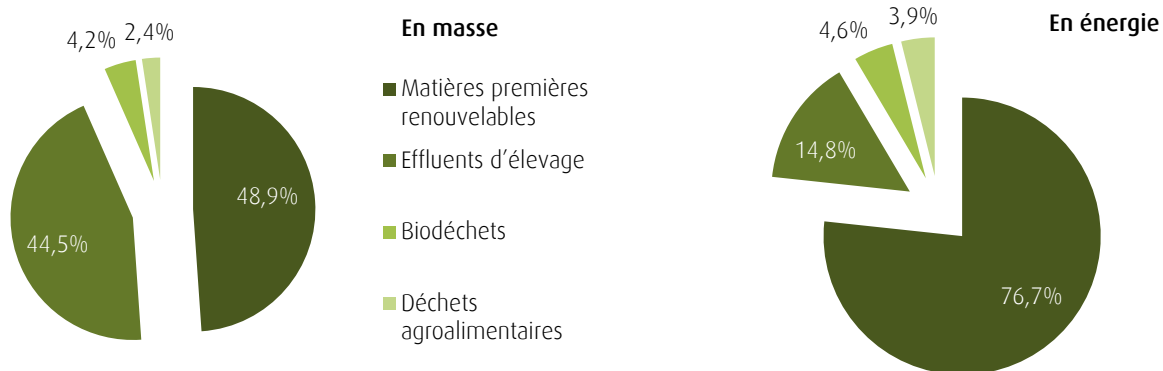 En masse
4,2%
2,4%
48,9%
44,5%
Matières premières
renouvelables
Effluents d'élevage
Biodéchets
Déchets
agroalimentaires
En énergie
4,6%
3,9%
14,8%
76,7%